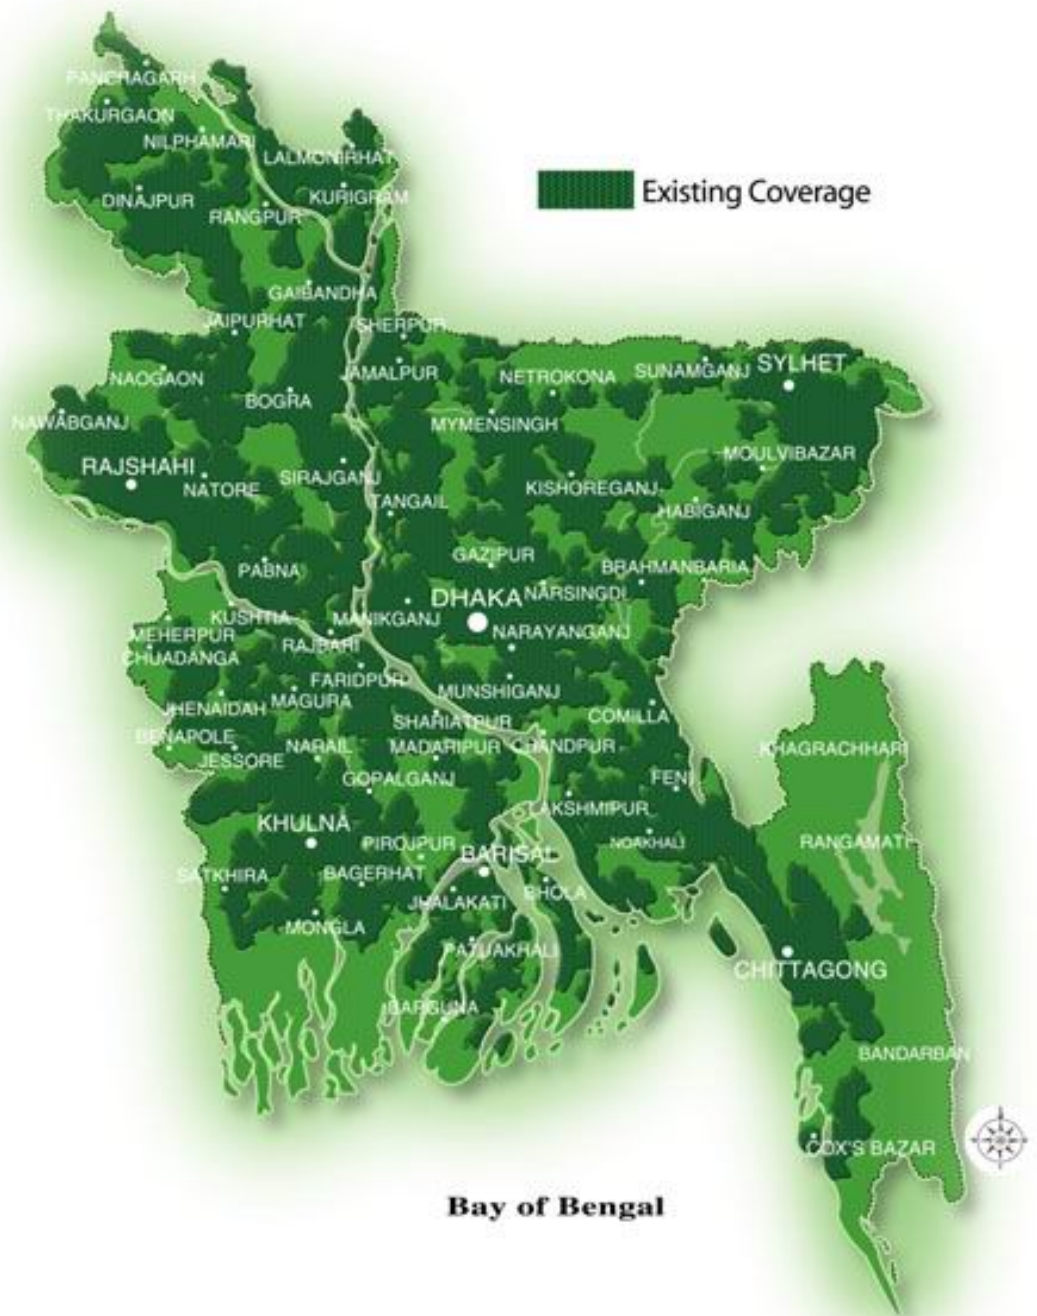 PANCHAGARH
THAKURGAON
NILPHAMARI
LALMONIRHAT
DINAJPUR
KURIGRAM
RANGPUR
Existing Coverage
GAIBANDHA
JAIPURHAT
SHERPUR
NAOGAON
JAMALPUR
NETROKONA
SUNAMGANJ
SYLHET
BOGRA
NAWABGANJ
MYMENSINGH
RAJSHAHI
MOULVIBAZAR
NATORE
SIRAJGANJ
TANGAIL
KISHOREGANJ
HABIGANJ
GAZIPUR
PABNA
BRAHMANBARIA
DHAKA
NARSINGDI
KUSHTIA
MANIKGANJ
MEHERPUR
RAJBARI
NARAYANGANJ
CHUADANGA
FARIDPUR
MUNSHIGANJ
JHENAIDAH
MAGURA
SHARIATPUR
COMILLA
BENAPOLE
JESSORE
NARAIL
MADARIPUR
CHANDPUR
KHAGRACHHARI
GOPALGANJ
FENI
LAKSHMIPUR
KHULNA
PIROJPUR
BARISAL
NOAKHALI
RANGAMATI
SATKHIRA
BAGERHAT
JHALAKATI
BHOLA
MONGLA
PATUAKHALI
CHITTAGONG
BARGUNA
BANDARBAN
COX'S BAZAR
Bay of Bengal